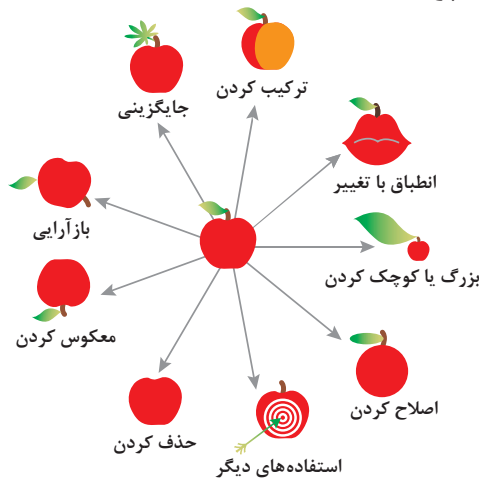 ترکیب کردن
جایگزینی
انطباق با تغییر
بازآرایی
بزرگ یا کوچک کردن
معکوس کردن
اصلاح کردن
حذف کردن
استفاده‌های دیگر